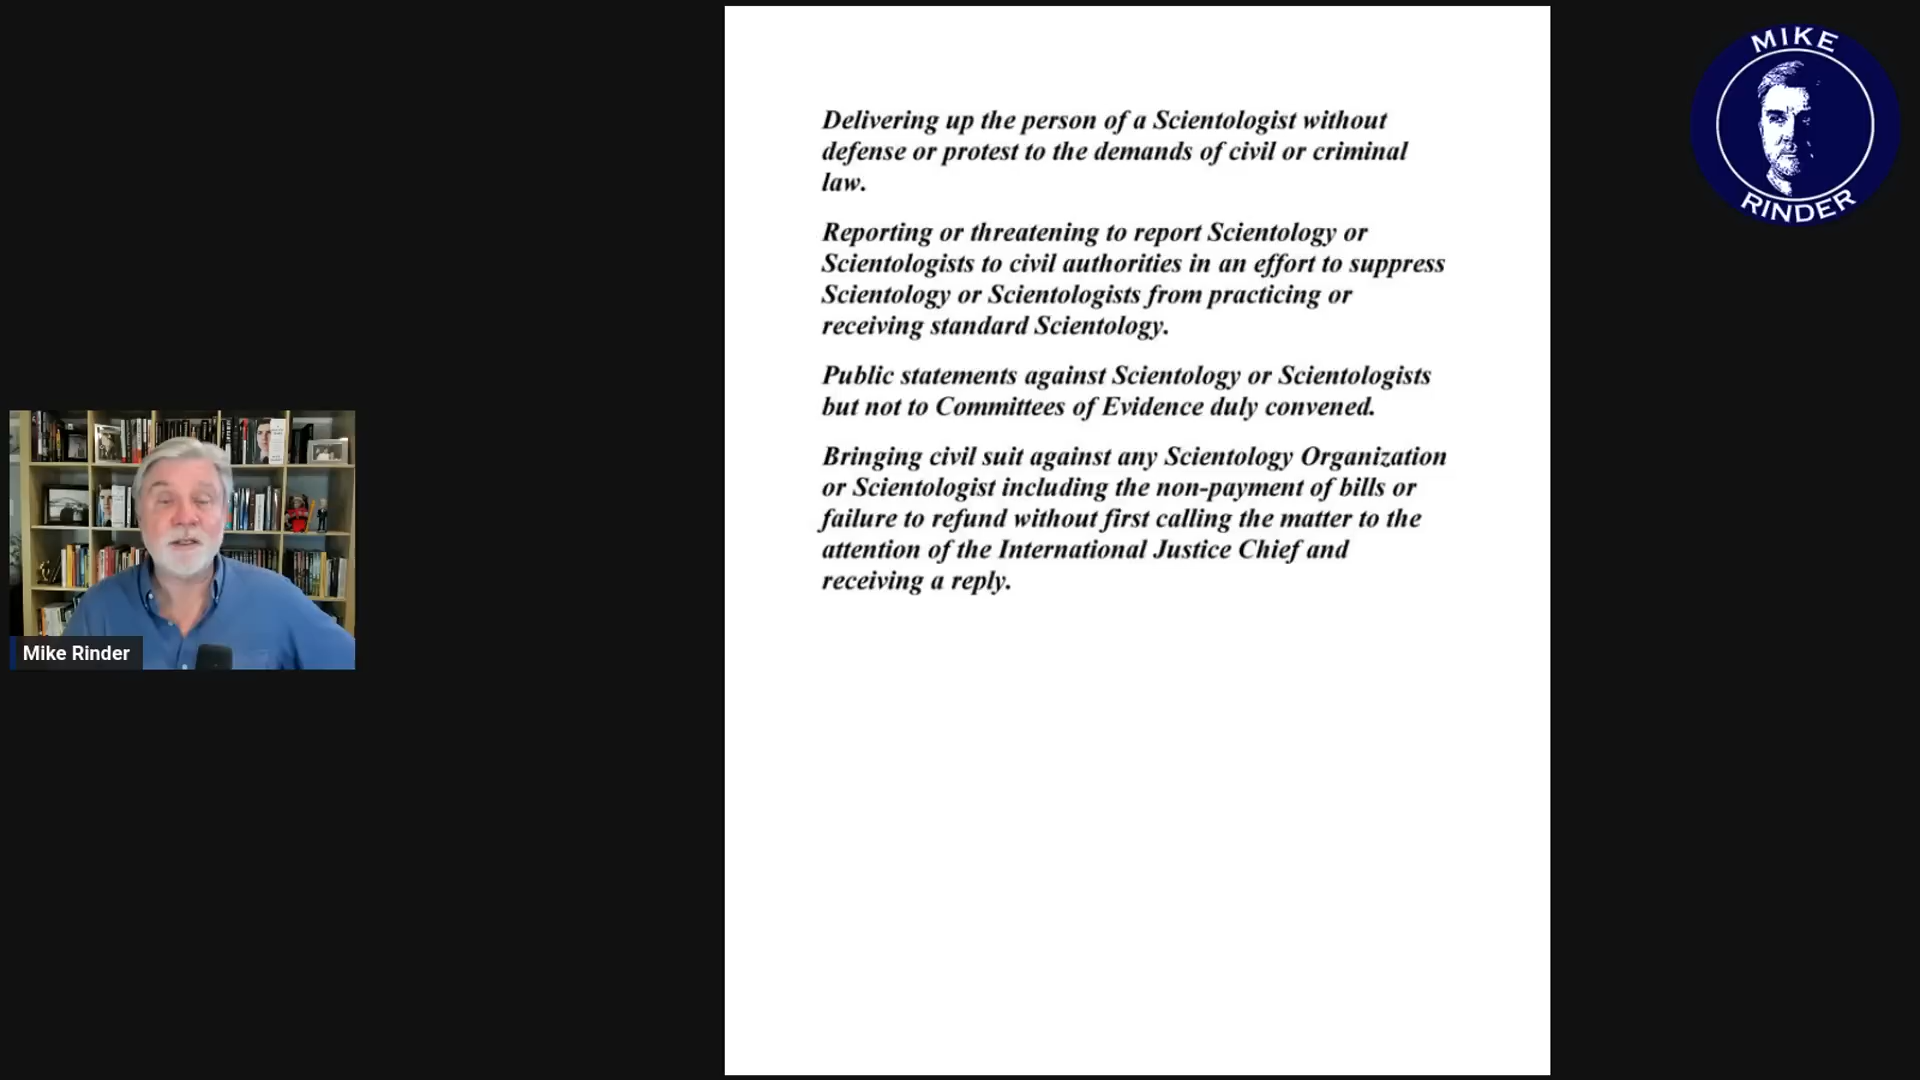 Delivering up the person of a Scientologist without
defense or protest to the demands of civil or criminal
law.
Reporting or threatening to report Scientology or
Scientologists to civil authorities in an effort to suppress
Scientology or Scientologists from practicing or
receiving standard Scientology.
Public statements against Scientology or Scientologists
but not to Committees of Evidence duly convened.
Bringing civil suit against any Scientology Organization
or Scientologist including the non-payment of bills or
failure to refund without first calling the matter to the
attention of the International Justice Chief and
receiving a reply.
Mike Rinder
MIKE
RINDER